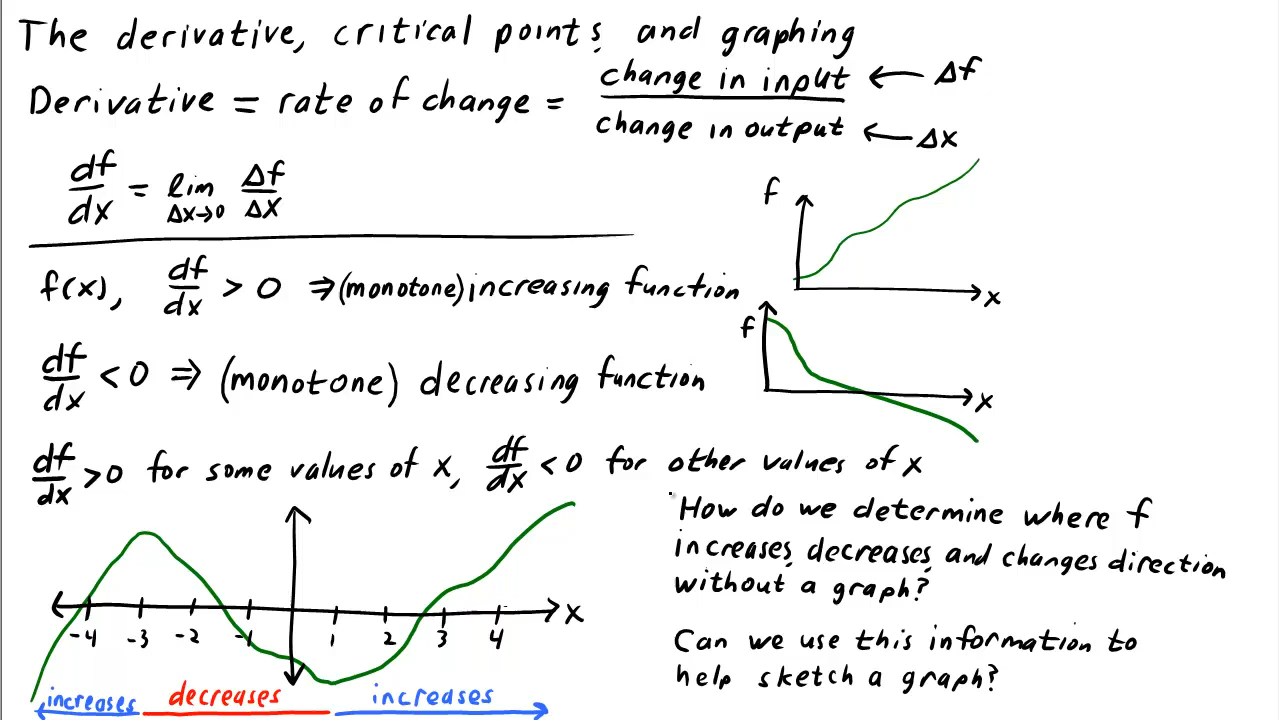 The derivative, critical points, and graphing
Derivative = rate of change = change in input / change in output
← Δf
← Δx
df/dx = lim Δx→0 Δf/Δx
f(x), df/dx > 0 ⇒ (monotone) increasing function
f
x
df/dx < 0 ⇒ (monotone) decreasing function
f
x
df/dx > 0 for some values of x, df/dx < 0 for other values of x
-4 -3 -2 -1 1 2 3 4 x
increases decreases increases
How do we determine where f
increases, decreases, and changes direction
without a graph?
Can we use this information to
help sketch a graph?